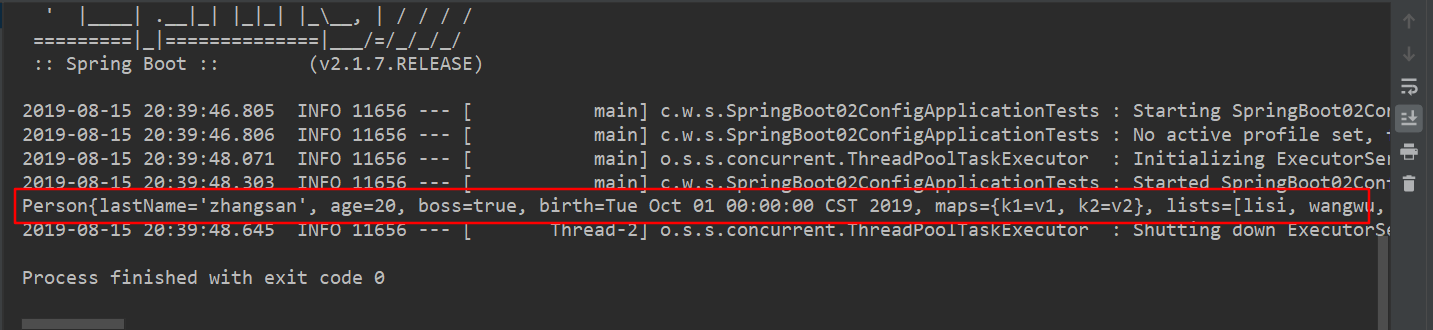 '  |____| .__|_| |_|_| |_\__, | / / / /
 =========|_|==============|___/=/_/_/_/
 :: Spring Boot ::        (v2.1.7.RELEASE)
2019-08-15 20:39:46.805  INFO 11656 --- [           main] c.w.s.SpringBoot02ConfigApplicationTests : Starting SpringBoot02Co
2019-08-15 20:39:46.806  INFO 11656 --- [           main] c.w.s.SpringBoot02ConfigApplicationTests : No active profile set,
2019-08-15 20:39:48.071  INFO 11656 --- [           main] o.s.s.concurrent.ThreadPoolTaskExecutor  : Initializing ExecutorSe
2019-08-15 20:39:48.303  INFO 11656 --- [           main] c.w.s.SpringBoot02ConfigApplicationTests : Started SpringBoot02Con
Person{lastName='zhangsan', age=20, boss=true, birth=Tue Oct 01 00:00:00 CST 2019, maps={k1=v1, k2=v2}, lists=[lisi, wangwu,
2019-08-15 20:39:48.645  INFO 11656 --- [       Thread-2] o.s.s.concurrent.ThreadPoolTaskExecutor  : Shutting down ExecutorSe
Process finished with exit code 0